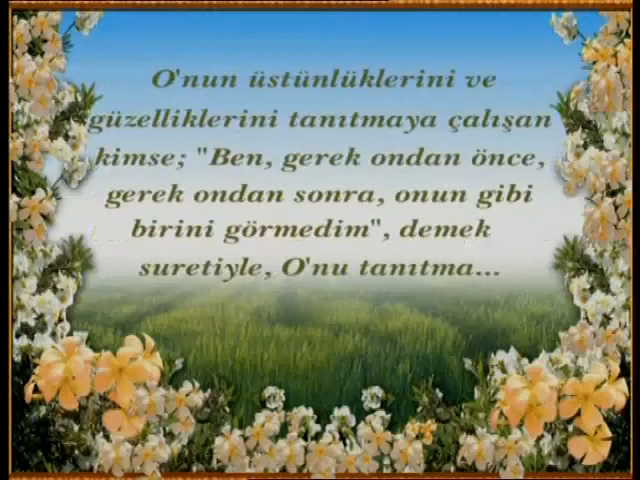 O'nun üstünlüklerini ve
güzelliklerini tanıtmaya çalışan
kimse; "Ben, gerek ondan önce,
gerek ondan sonra, onun gibi
birini görmedim", demek
suretiyle, O'nu tanıtma...